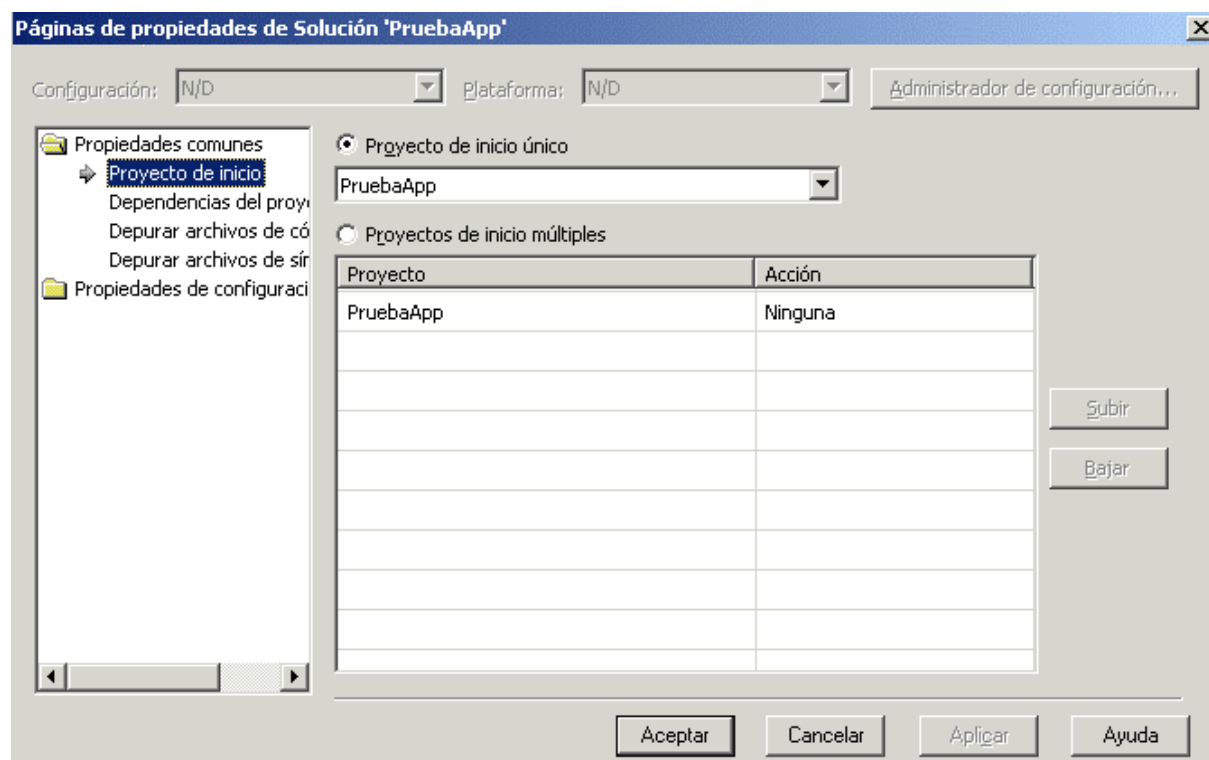 Páginas de propiedades de Solución 'PruebaApp'
Configuración: N/D Plataforma: N/D Administrador de configuración...
Propiedades comunes
Proyecto de inicio
Dependencias del proy
Depurar archivos de có
Depurar archivos de sír
Propiedades de configuraci
Proyecto de inicio único
PruebaApp
Proyectos de inicio múltiples
Proyecto Acción
PruebaApp Ninguna
Subir
Bajar
Aceptar Cancelar Aplicar Ayuda